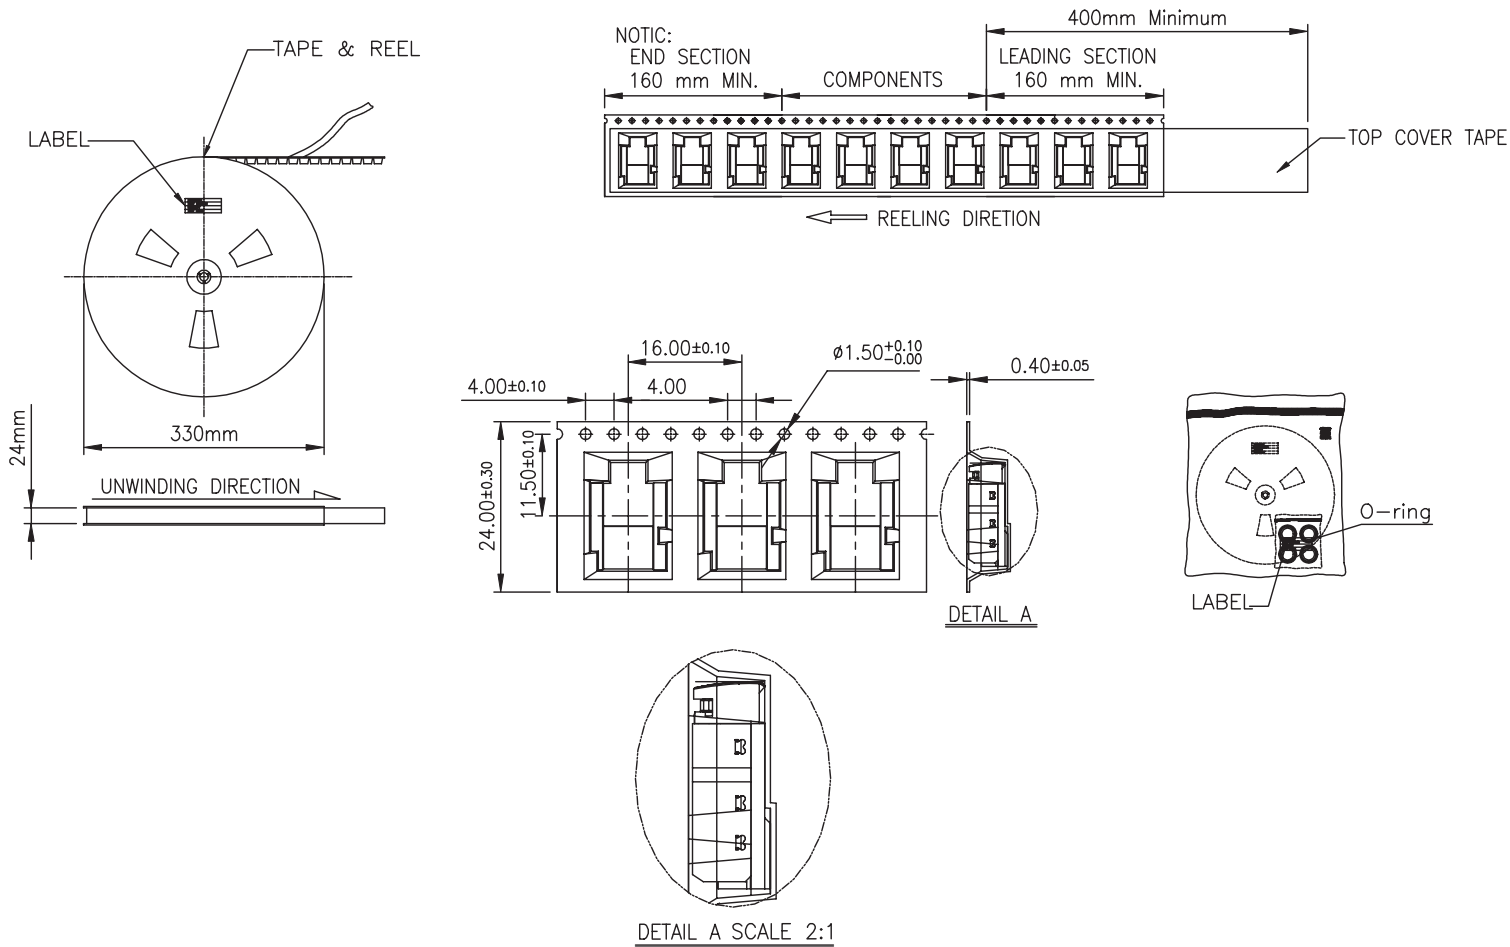 TAPE & REEL
LABEL
330mm
24mm
UNWINDING DIRECTION
NOTIC:
END SECTION
160 mm MIN.
COMPONENTS
LEADING SECTION
160 mm MIN.
400mm Minimum
TOP COVER TAPE
REELING DIRETION
16.00±0.10
ø1.50+0.10
-0.00
0.40±0.05
4.00±0.10
4.00
24.00±0.30
11.50±0.10
DETAIL A
O-ring
LABEL
DETAIL A SCALE 2:1